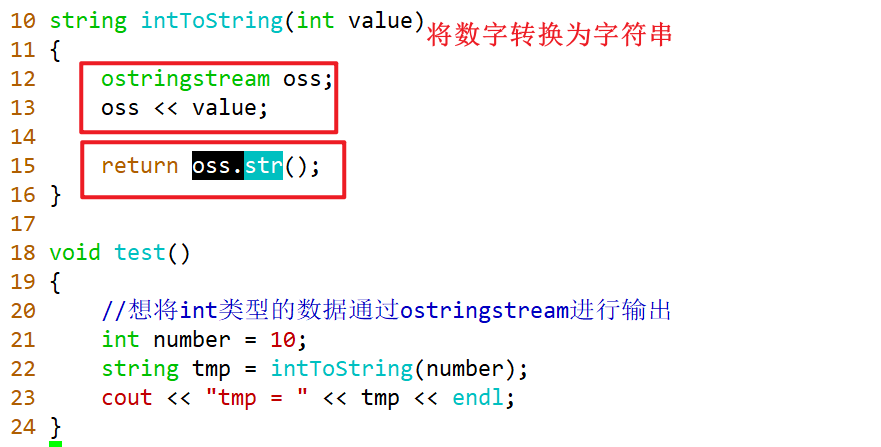 10 string intToString(int value)将数字转换为字符串
11 {
12     ostringstream oss;
13     oss << value;
14
15     return oss.str();
16 }
17
18 void test()
19 {
20     //想将int类型的数据通过ostringstream进行输出
21     int number = 10;
22     string tmp = intToString(number);
23     cout << "tmp = " << tmp << endl;
24 }